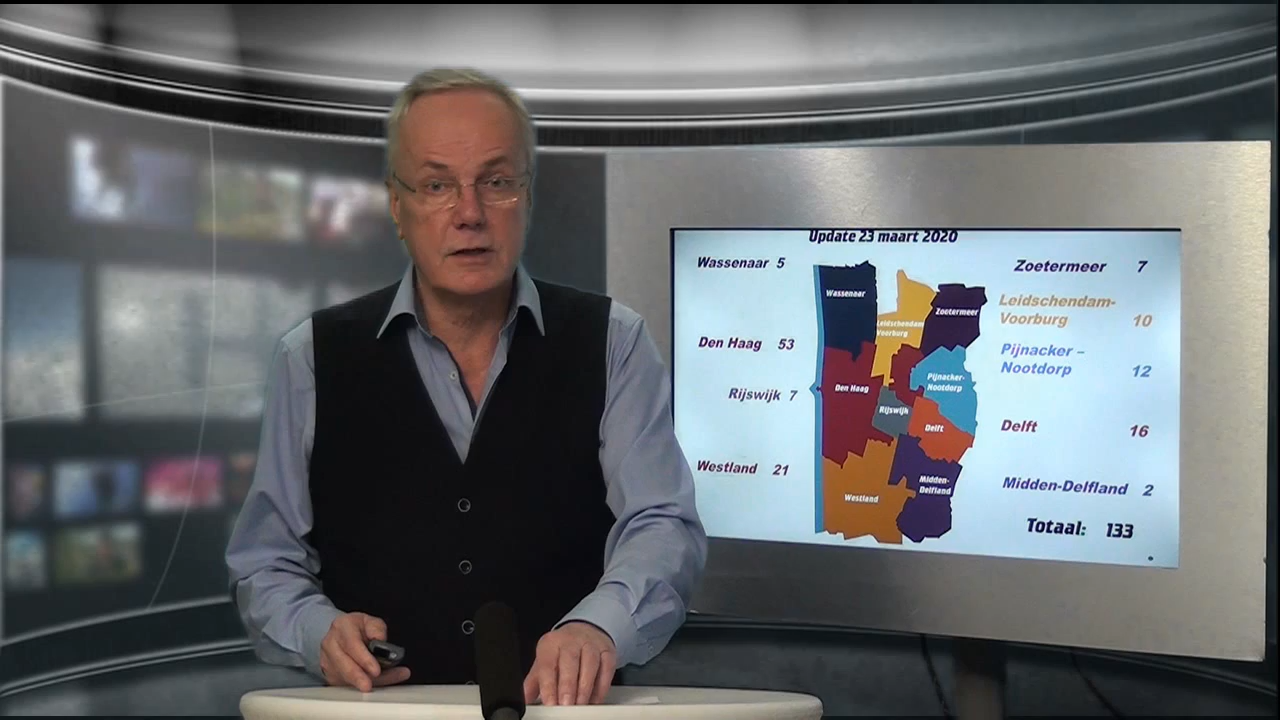 Update 23 maart 2020
Wassenaar 5
Den Haag 53
Rijswijk 7
Westland 21
Wassenaar
Leidschendam-
Voorburg
Zoetermeer
Den Haag
Pijnacker-
Nootdorp
Rijswijk
Delft
Westland
Midden-
Delfland
Zoetermeer 7
Leidschendam-
Voorburg 10
Pijnacker –
Nootdorp 12
Delft 16
Midden-Delfland 2
Totaal: 133